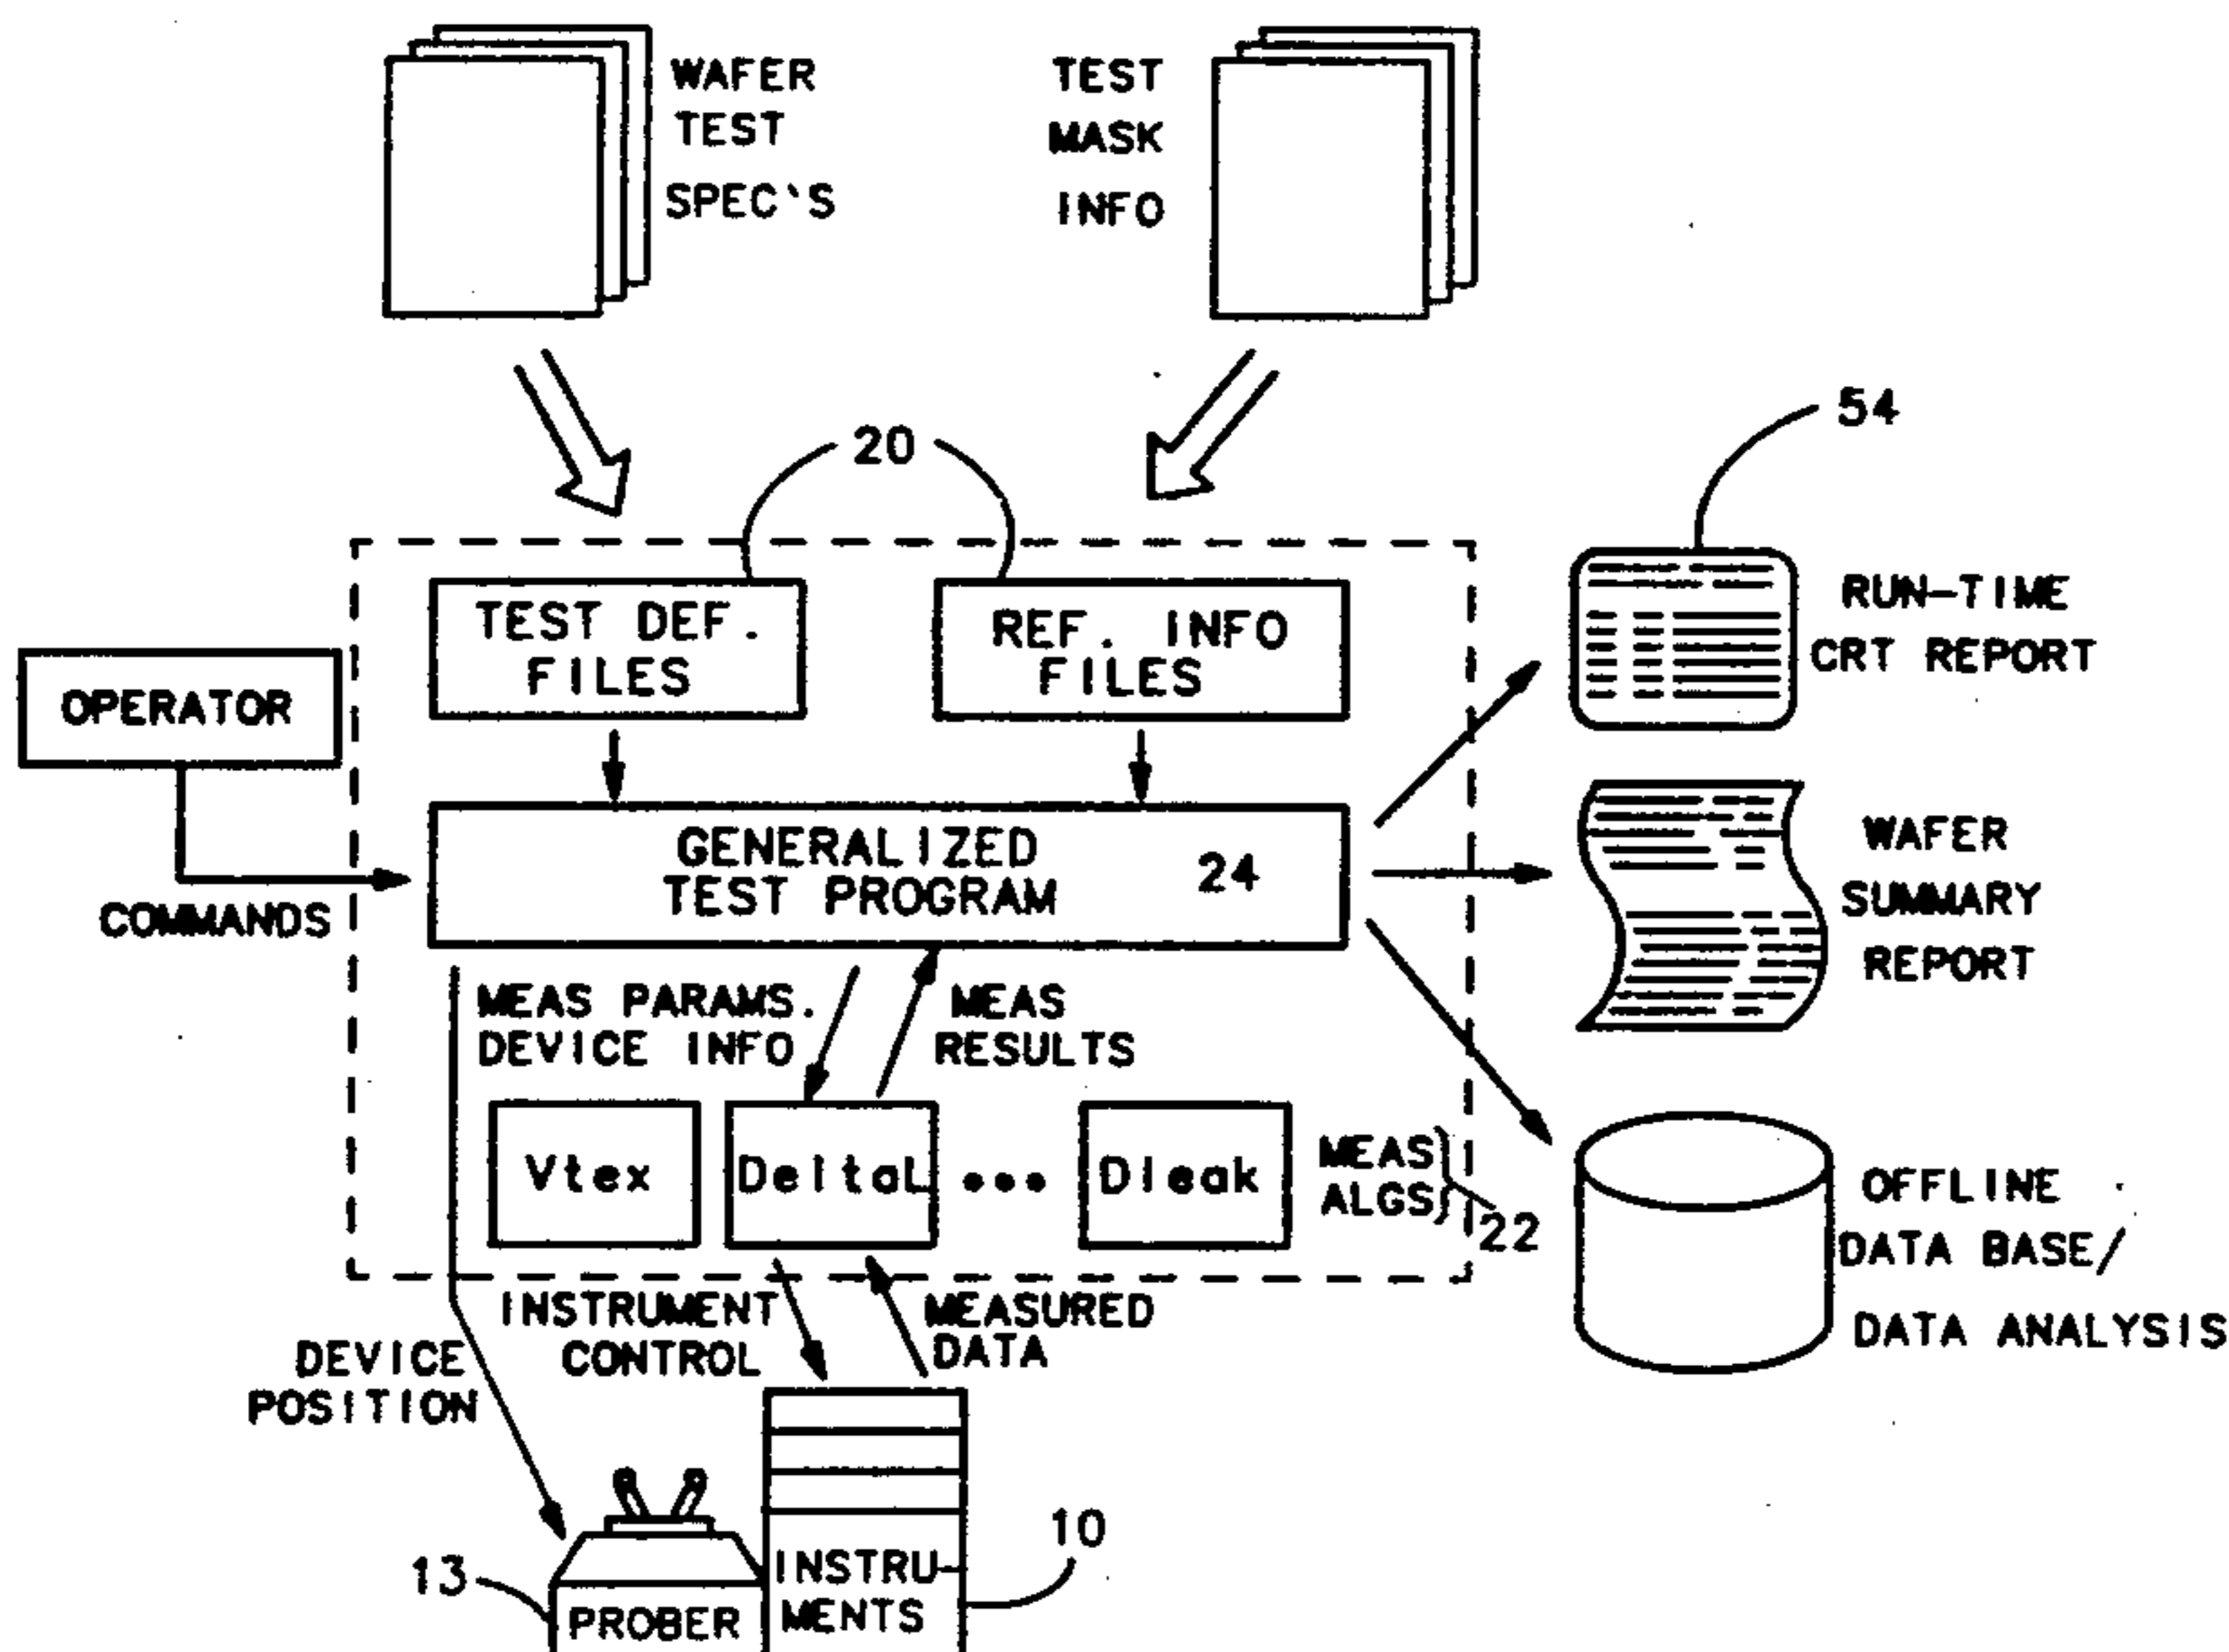 WAFER
TEST
SPEC'S
TEST
MASK
INFO
54
20
TEST DEF.
FILES
REF. INFO
FILES
RUN-TIME
CRT REPORT
OPERATOR
GENERALIZED
TEST PROGRAM
24
COMMANDS
WAFER
SUMMARY
REPORT
MEAS PARAMS.
DEVICE INFO
MEAS
RESULTS
Vtex
DeltaL
•••
Dleak
MEAS
ALGS
22
OFFLINE
DATA BASE/
DATA ANALYSIS
INSTRUMENT
CONTROL
MEASURED
DATA
DEVICE
POSITION
10
13
PROBER
INSTRU-
MENTS